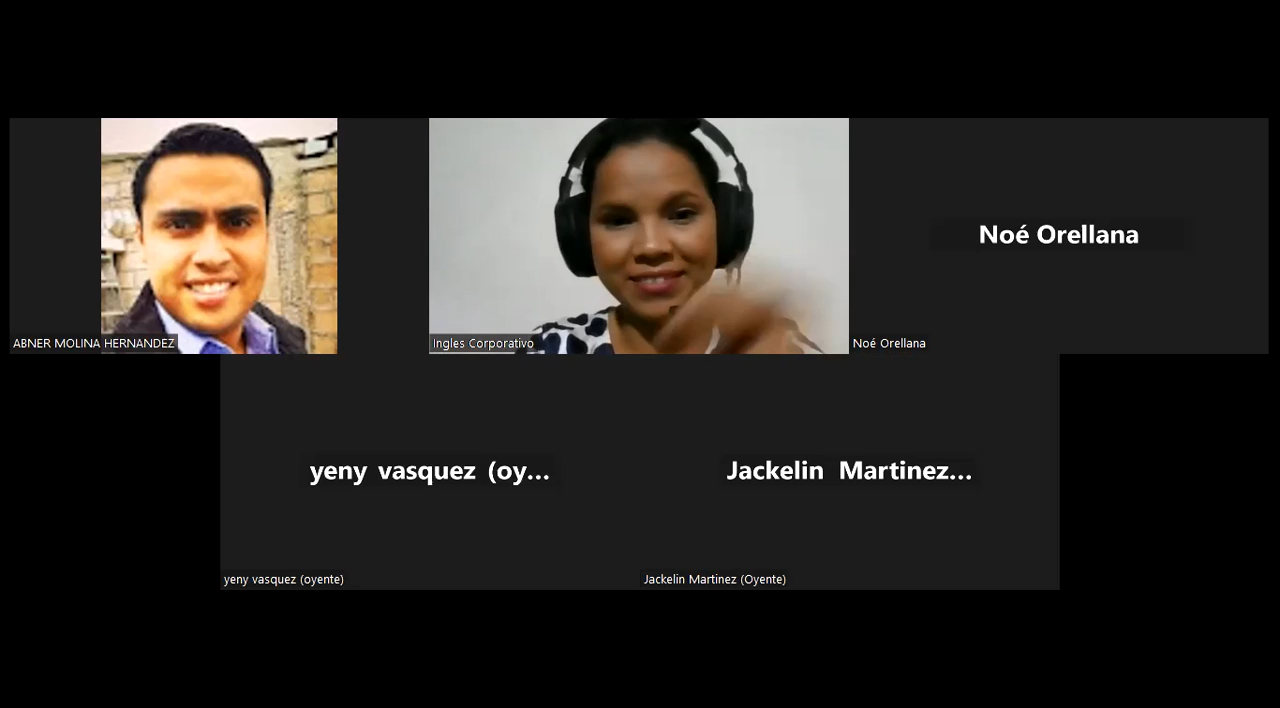 Noé Orellana
ABNER MOLINA HERNANDEZ
Ingles Corporativo
Noé Orellana
yeny vasquez (oy...
Jackelin Martinez...
yeny vasquez (oyente)
Jackelin Martinez (Oyente)